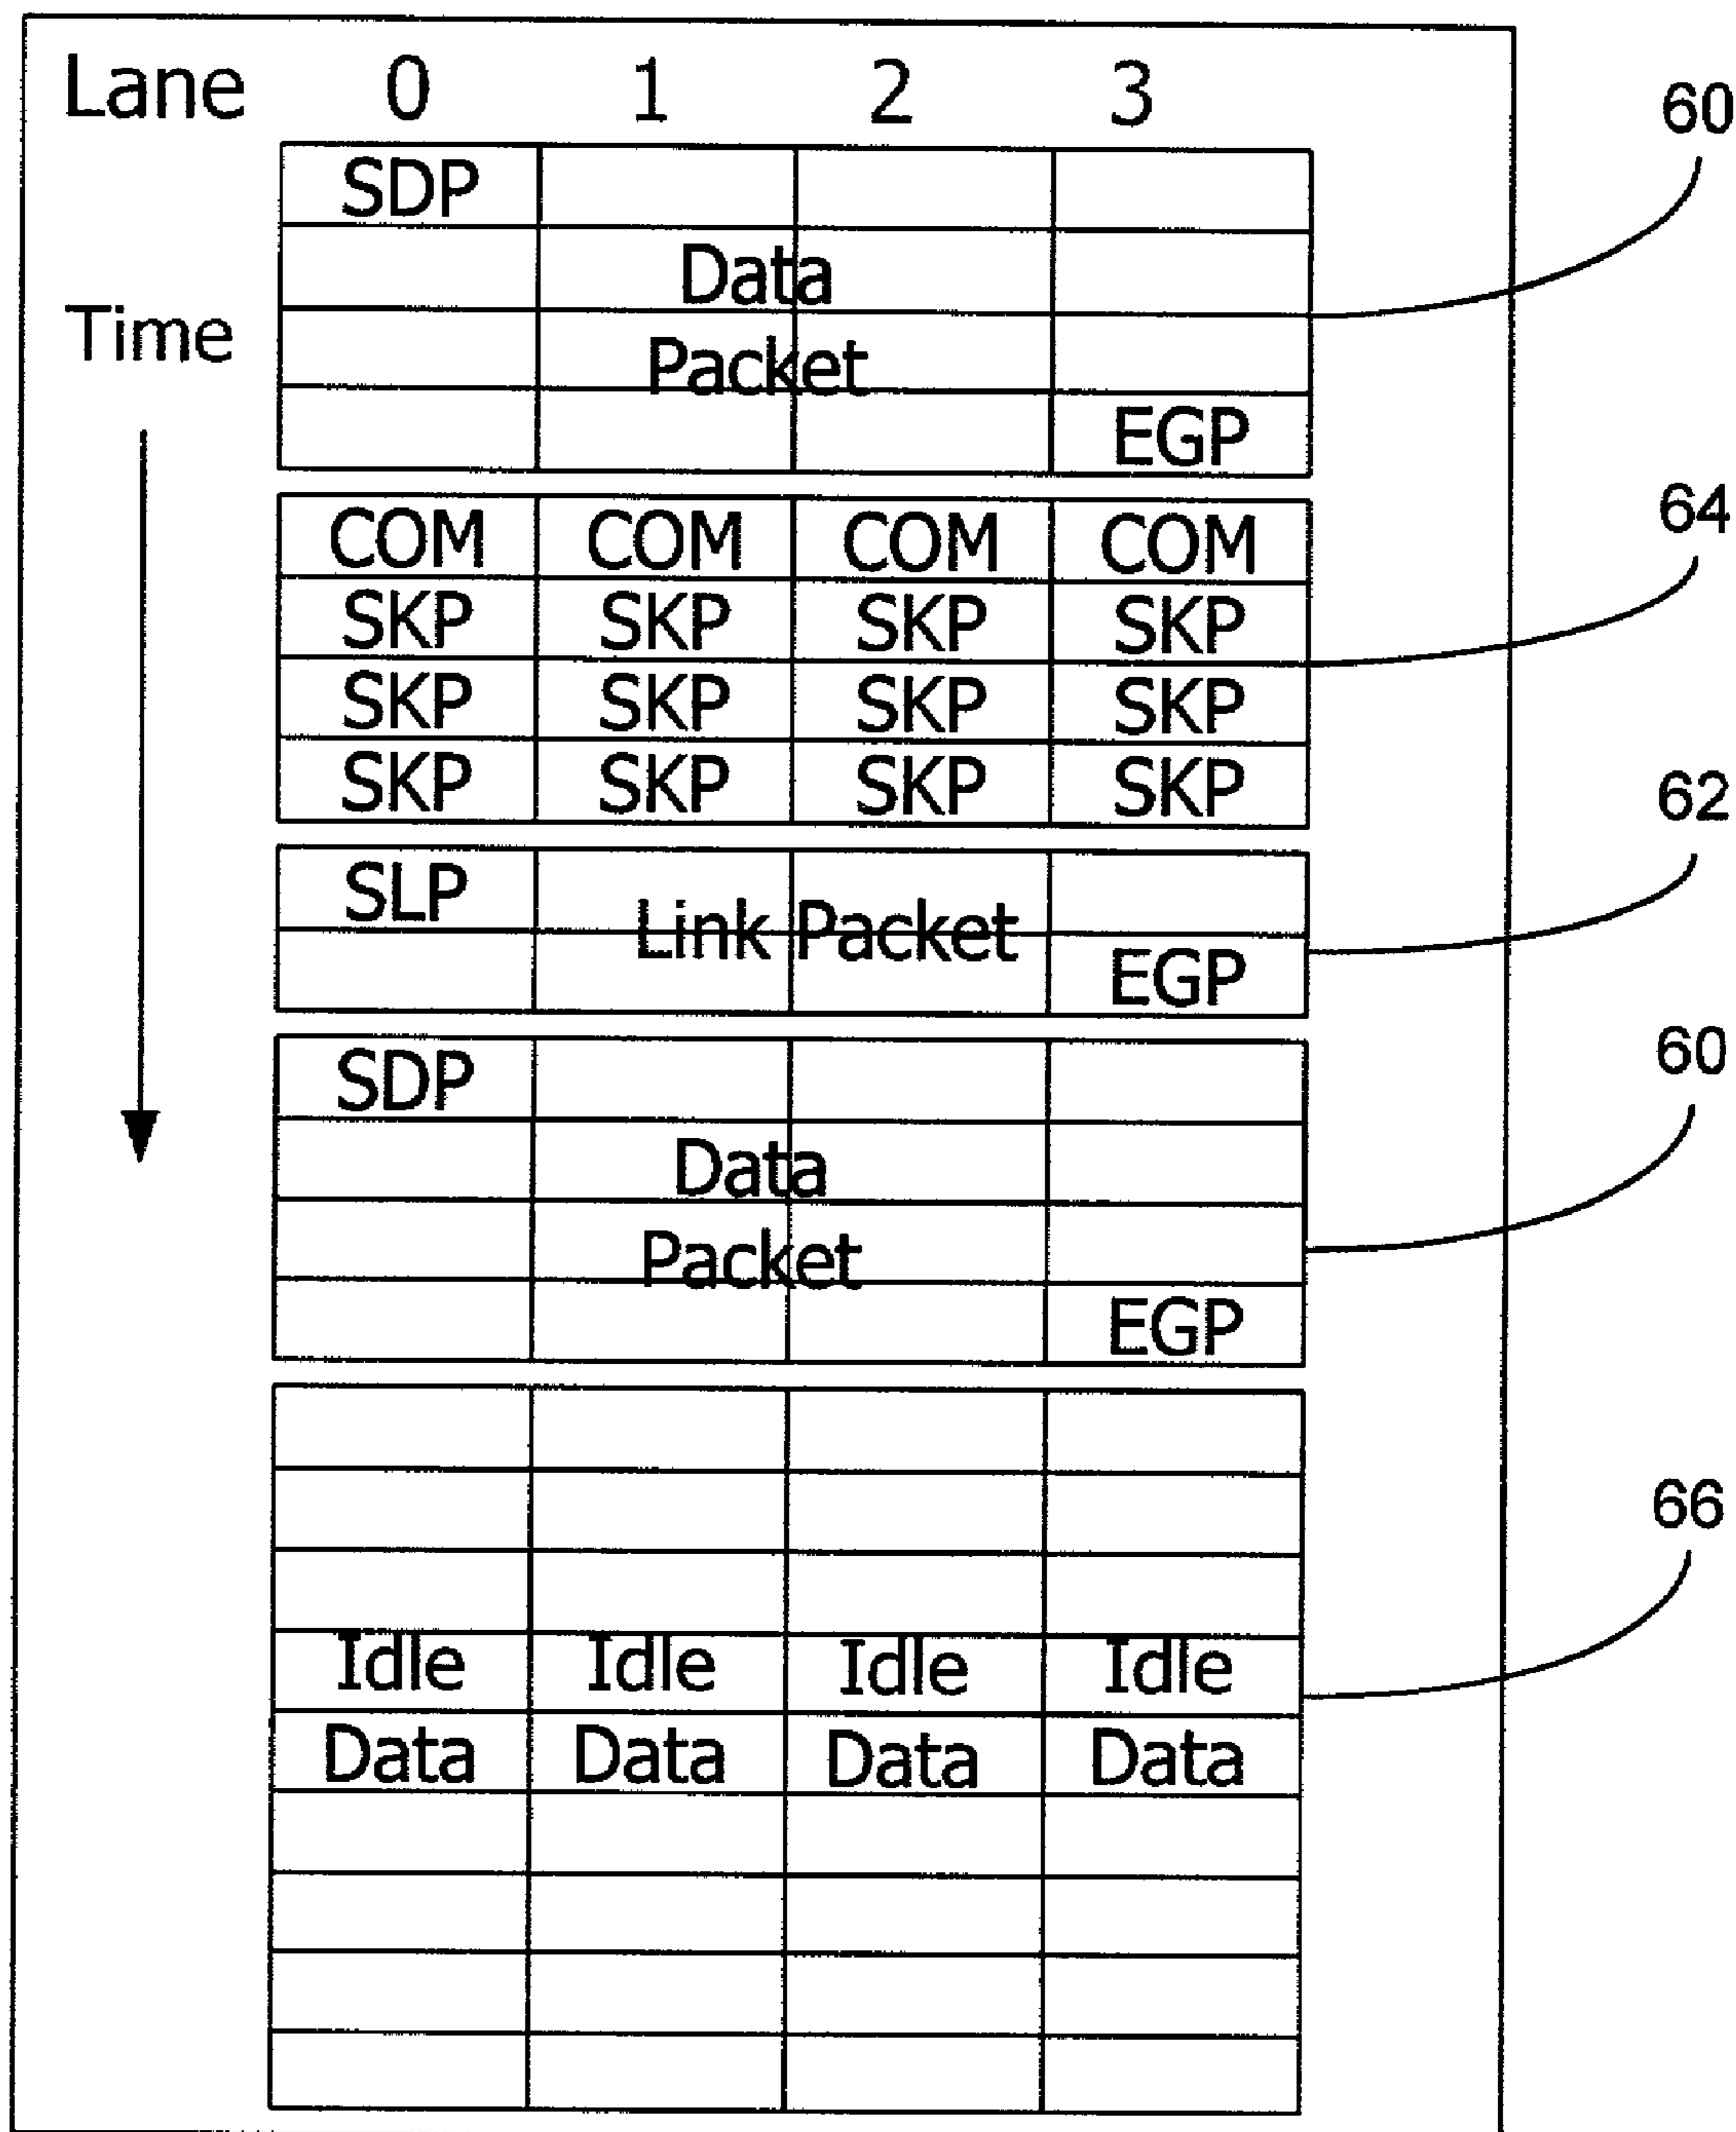 Lane 0 1 2 3
60
SDP
Data
Time
Packet
EGP
64
COM COM COM COM
SKP SKP SKP SKP
SKP SKP SKP SKP
SKP SKP SKP SKP
62
SLP
Link Packet
EGP
60
SDP
Data
Packet
EGP
66
Idle Idle Idle Idle
Data Data Data Data